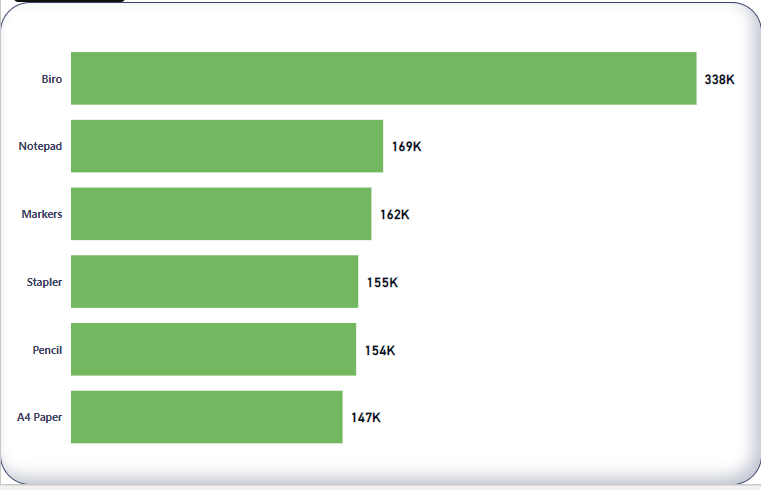 Biro 338K
Notepad 169K
Markers 162K
Stapler 155K
Pencil 154K
A4 Paper 147K